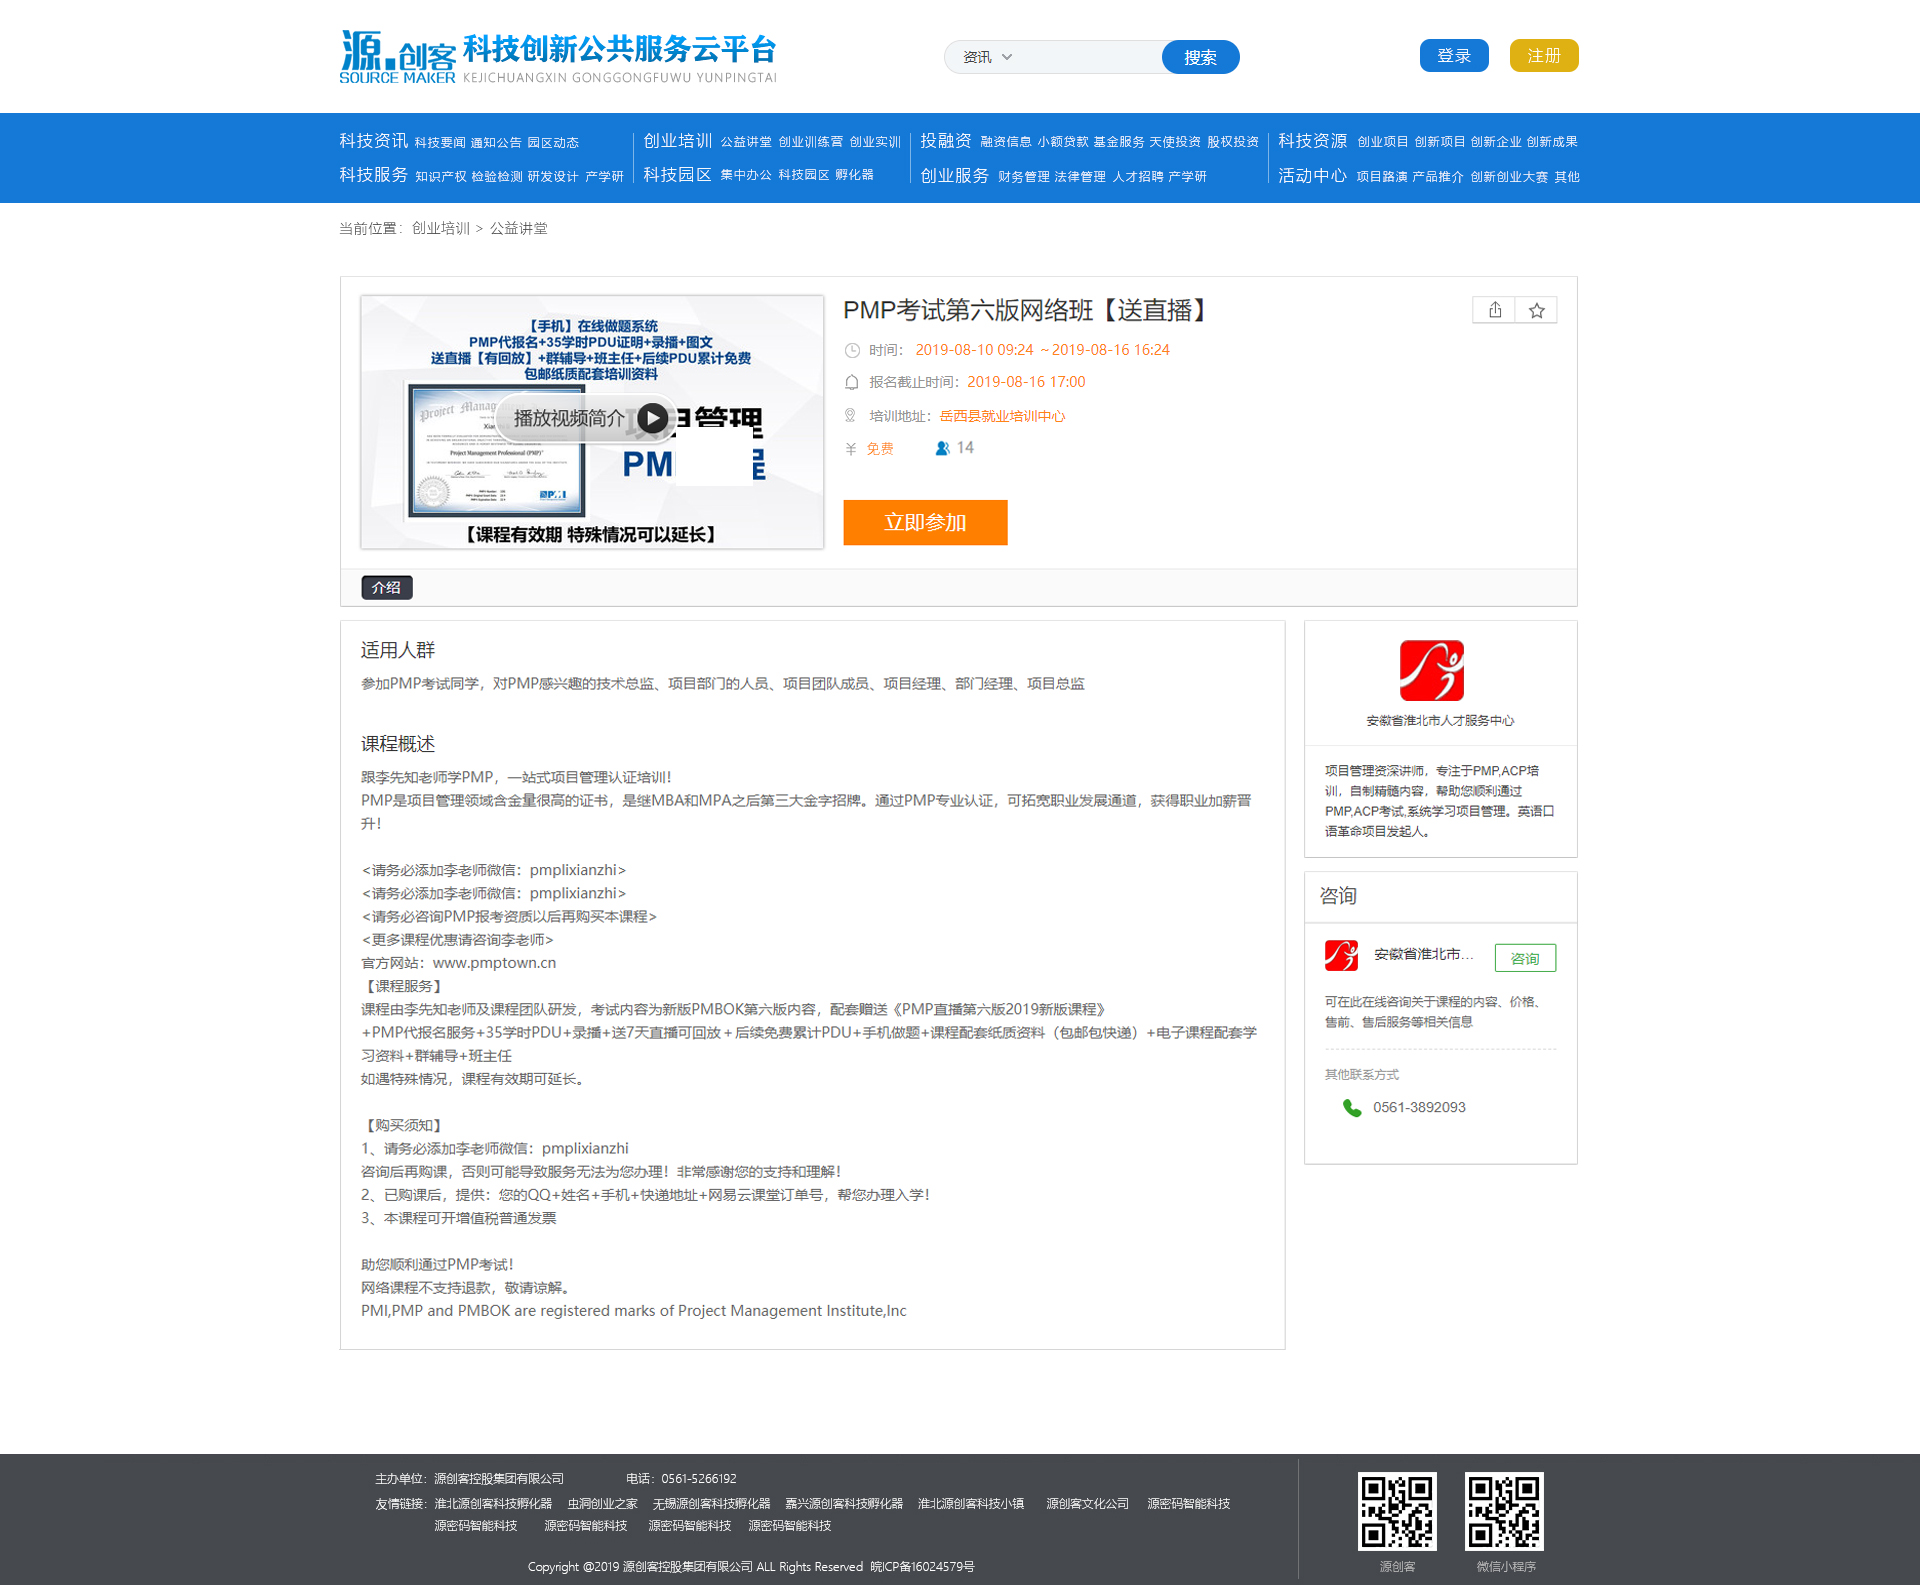 源.创客 科技创新公共服务云平台
SOURCE MAKER KEJICHUANGXIN GONGGONGFUWU YUNPINGTAI
资讯 搜索 登录 注册
科技资讯 科技要闻 通知公告 园区动态 创业培训 公益讲堂 创业训练营 创业实训 投融资 融资信息 小额贷款 基金服务 天使投资 股权投资 科技资源 创业项目 创新项目 创新企业 创新成果
科技服务 知识产权 检验检测 研发设计 产学研 科技园区 集中办公 科技园区 孵化器 创业服务 财务管理 法律管理 人才招聘 产学研 活动中心 项目路演 产品推介 创新创业大赛 其他
当前位置：创业培训 > 公益讲堂
【手机】在线做题系统
PMP代报名+35学时PDU证明+录播+图文
送直播【有回放】+群辅导+班主任+后续PDU累计免费
包邮纸质配套培训资料
播放视频简介
Project Management Professional (PMP)
PMI
【课程有效期 特殊情况可以延长】
PMP考试第六版网络班【送直播】
时间： 2019-08-10 09:24 ～2019-08-16 16:24
报名截止时间：2019-08-16 17:00
培训地址：岳西县就业培训中心
¥ 免费 14
立即参加
介绍
适用人群
参加PMP考试同学，对PMP感兴趣的技术总监、项目部门的人员、项目团队成员、项目经理、部门经理、项目总监
课程概述
跟李先知老师学PMP，一站式项目管理认证培训！
PMP是项目管理领域含金量很高的证书，是继MBA和MPA之后第三大金字招牌。通过PMP专业认证，可拓宽职业发展通道，获得职业加薪晋
升！
<请务必添加李老师微信：pmplixianzhi>
<请务必添加李老师微信：pmplixianzhi>
<请务必咨询PMP报考资质以后再购买本课程>
<更多课程优惠请咨询李老师>
官方网站：www.pmptown.cn
【课程服务】
课程由李先知老师及课程团队研发，考试内容为新版PMBOK第六版内容，配套赠送《PMP直播第六版2019新版课程》
+PMP代报名服务+35学时PDU+录播+送7天直播可回放＋后续免费累计PDU+手机做题+课程配套纸质资料（包邮包快递）+电子课程配套学
习资料+群辅导+班主任
如遇特殊情况，课程有效期可延长。
【购买须知】
1、请务必添加李老师微信：pmplixianzhi
咨询后再购课，否则可能导致服务无法为您办理！非常感谢您的支持和理解！
2、已购课后，提供：您的QQ+姓名+手机+快递地址+网易云课堂订单号，帮您办理入学！
3、本课程可开增值税普通发票
助您顺利通过PMP考试！
网络课程不支持退款，敬请谅解。
PMI,PMP and PMBOK are registered marks of Project Management Institute,Inc
安徽省淮北市人才服务中心
项目管理资深讲师，专注于PMP,ACP培
训，自制精髓内容，帮助您顺利通过
PMP,ACP考试,系统学习项目管理。英语口
语革命项目发起人。
咨询
安徽省淮北市... 咨询
可在此在线咨询关于课程的内容、价格、
售前、售后服务等相关信息
其他联系方式
0561-3892093
主办单位：源创客控股集团有限公司 电话：0561-5266192
友情链接：淮北源创客科技孵化器 虫洞创业之家 无锡源创客科技孵化器 嘉兴源创客科技孵化器 淮北源创客科技小镇 源创客文化公司 源密码智能科技
源密码智能科技 源密码智能科技 源密码智能科技 源密码智能科技
Copyright @2019 源创客控股集团有限公司 ALL Rights Reserved 皖ICP备16024579号
源创客 微信小程序